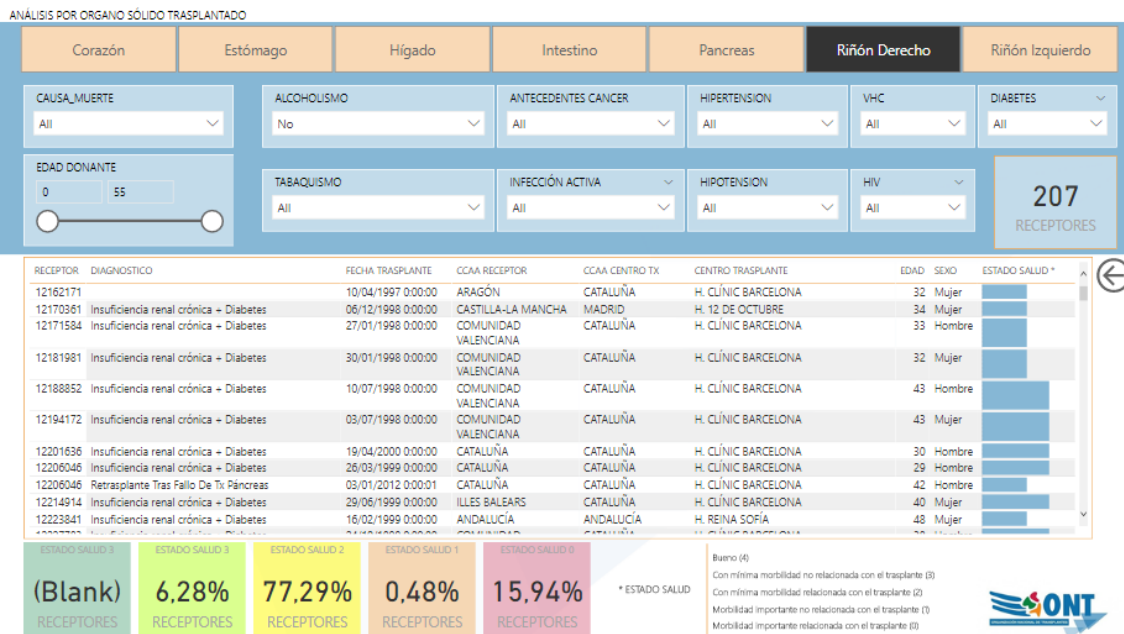 ANÁLISIS POR ORGANO SÓLIDO TRASPLANTADO
Corazón Estómago Hígado Intestino Pancreas Riñón Derecho Riñón Izquierdo
CAUSA_MUERTE ALCOHOLISMO ANTECEDENTES CANCER HIPERTENSION VHC DIABETES
All No All All All All
EDAD DONANTE
0 55
TABAQUISMO INFECCIÓN ACTIVA HIPOTENSION HIV
All All All All
207
RECEPTORES
RECEPTOR DIAGNOSTICO FECHA TRASPLANTE CCAA RECEPTOR CCAA CENTRO TX CENTRO TRASPLANTE EDAD SEXO ESTADO SALUD *
12162171 10/04/1997 0:00:00 ARAGÓN CATALUÑA H. CLÍNIC BARCELONA 32 Mujer
12170361 Insuficiencia renal crónica + Diabetes 06/12/1998 0:00:00 CASTILLA-LA MANCHA MADRID H. 12 DE OCTUBRE 34 Mujer
12171584 Insuficiencia renal crónica + Diabetes 27/01/1998 0:00:00 COMUNIDAD CATALUÑA H. CLÍNIC BARCELONA 33 Hombre
VALENCIANA
12181981 Insuficiencia renal crónica + Diabetes 30/01/1998 0:00:00 COMUNIDAD CATALUÑA H. CLÍNIC BARCELONA 32 Mujer
VALENCIANA
12188852 Insuficiencia renal crónica + Diabetes 10/07/1998 0:00:00 COMUNIDAD CATALUÑA H. CLÍNIC BARCELONA 43 Hombre
VALENCIANA
12194172 Insuficiencia renal crónica + Diabetes 03/07/1998 0:00:00 COMUNIDAD CATALUÑA H. CLÍNIC BARCELONA 43 Mujer
VALENCIANA
12201636 Insuficiencia renal crónica + Diabetes 19/04/2000 0:00:00 CATALUÑA CATALUÑA H. CLÍNIC BARCELONA 30 Hombre
12206046 Insuficiencia renal crónica + Diabetes 26/03/1999 0:00:00 CATALUÑA CATALUÑA H. CLÍNIC BARCELONA 29 Hombre
12206046 Retrasplante Tras Fallo De Tx Páncreas 03/01/2012 0:00:01 CATALUÑA CATALUÑA H. CLÍNIC BARCELONA 42 Hombre
12214914 Insuficiencia renal crónica + Diabetes 29/06/1999 0:00:00 ILLES BALEARS CATALUÑA H. CLÍNIC BARCELONA 40 Mujer
12223841 Insuficiencia renal crónica + Diabetes 16/02/1999 0:00:00 ANDALUCÍA ANDALUCÍA H. REINA SOFÍA 48 Mujer
ESTADO SALUD 3 ESTADO SALUD 3 ESTADO SALUD 2 ESTADO SALUD 1 ESTADO SALUD 0
(Blank) 6,28% 77,29% 0,48% 15,94%
RECEPTORES RECEPTORES RECEPTORES RECEPTORES RECEPTORES
* ESTADO SALUD
Bueno (4)
Con mínima morbilidad no relacionada con el trasplante (3)
Con mínima morbilidad relacionada con el trasplante (2)
Morbilidad importante no relacionada con el trasplante (1)
Morbilidad importante relacionada con el trasplante (0)
ONT